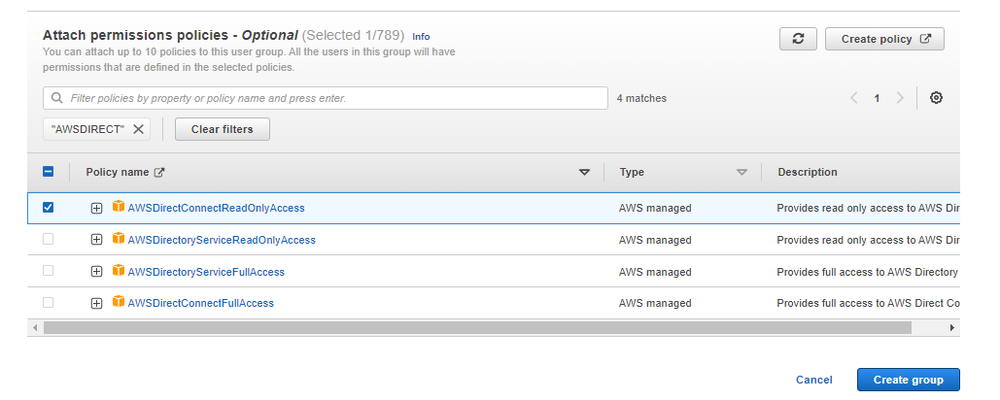 Attach permissions policies - Optional (Selected 1/789) Info
You can attach up to 10 policies to this user group. All the users in this group will have
permissions that are defined in the selected policies.
Create policy
Filter policies by property or policy name and press enter.
4 matches
1
"AWSDIRECT"
Clear filters
Policy name Type Description
AWSDirectConnectReadOnlyAccess AWS managed Provides read only access to AWS Dir
AWSDirectoryServiceReadOnlyAccess AWS managed Provides read only access to AWS Dir
AWSDirectoryServiceFullAccess AWS managed Provides full access to AWS Directory
AWSDirectConnectFullAccess AWS managed Provides full access to AWS Direct Co
Cancel Create group